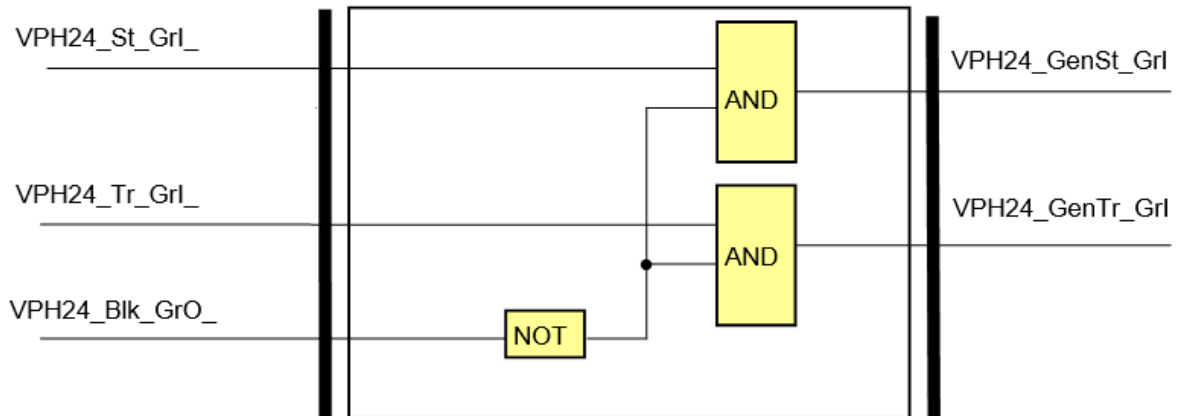 VPH24_St_GrI_
VPH24_GenSt_GrI
AND
VPH24_Tr_GrI_
VPH24_GenTr_GrI
AND
VPH24_Blk_GrO_
NOT